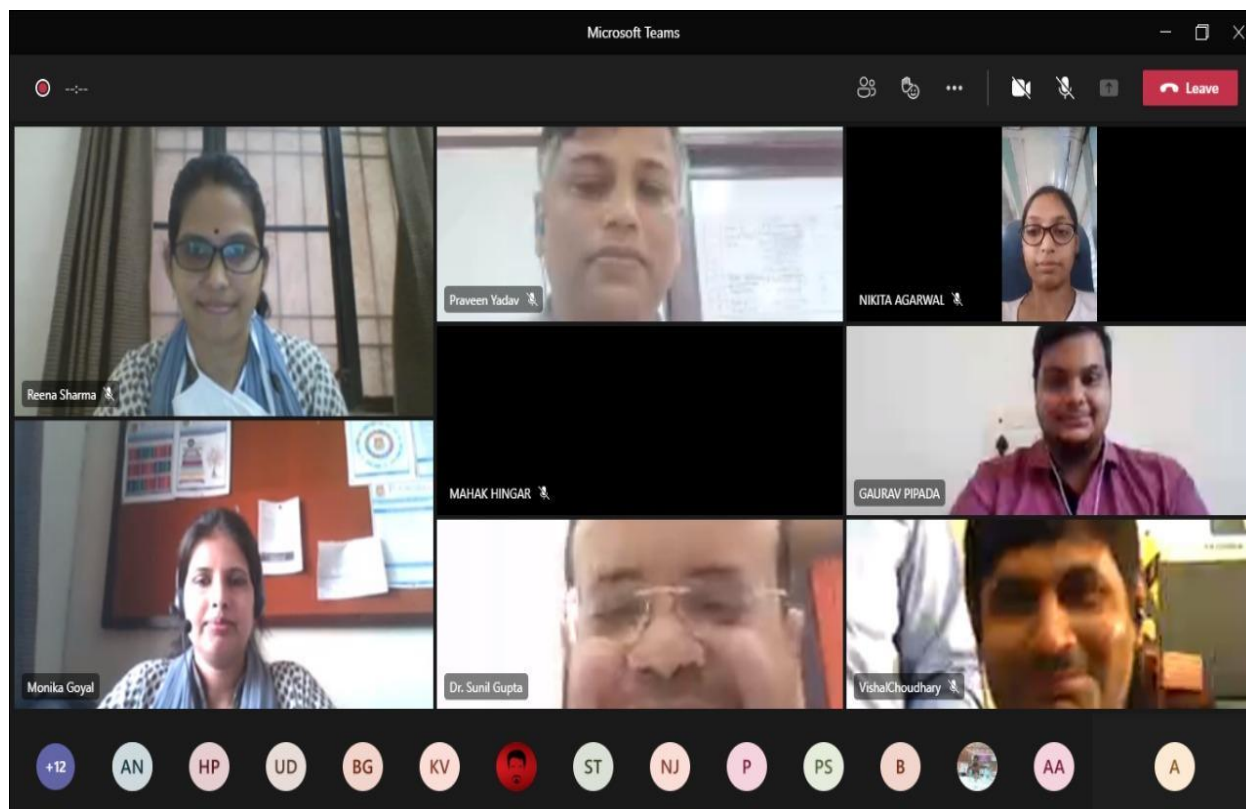 Microsoft Teams
--:--
Leave
Reena Sharma
Praveen Yadav
NIKITA AGARWAL
MAHAK HINGAR
GAURAV PIPADA
Monika Goyal
Dr. Sunil Gupta
VishalChoudhary
+12 AN HP UD BG KV ST NJ P PS B AA A